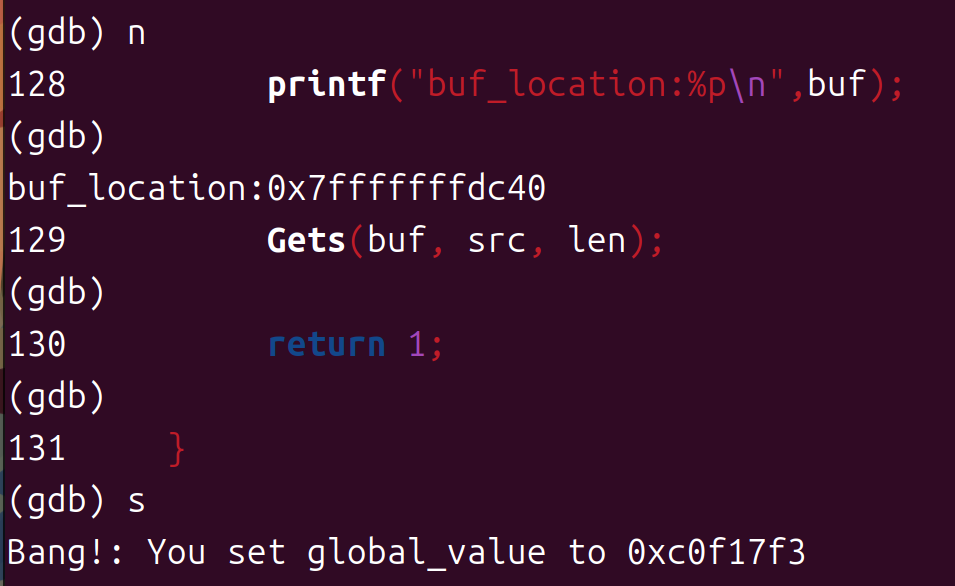 (gdb) n
128 printf("buf_location:%p\n",buf);
(gdb)
buf_location:0x7fffffffdc40
129 Gets(buf, src, len);
(gdb)
130 return 1;
(gdb)
131 }
(gdb) s
Bang!: You set global_value to 0xc0f17f3